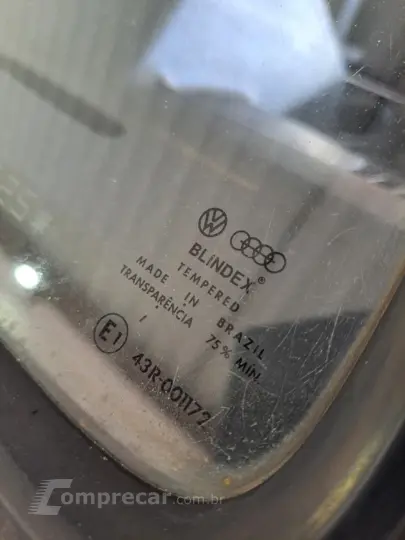 BLiNDEX®
TEMPERED
MADE IN BRAZIL
TRANSPARÊNCIA 75% MIN.
/
E1 43R-001172
Comprecar.com.br